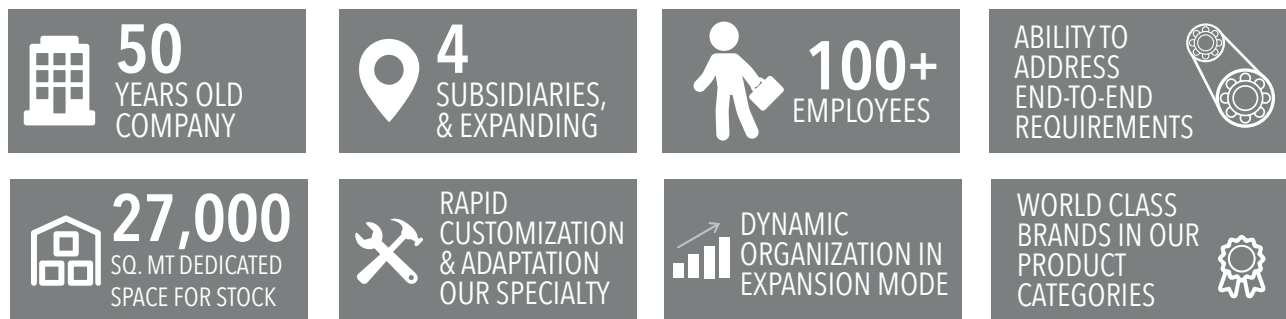 50
YEARS OLD
COMPANY
4
SUBSIDIARIES,
& EXPANDING
100+
EMPLOYEES
ABILITY TO
ADDRESS
END-TO-END
REQUIREMENTS
27,000
SQ. MT DEDICATED
SPACE FOR STOCK
RAPID
CUSTOMIZATION
& ADAPTATION
OUR SPECIALTY
DYNAMIC
ORGANIZATION IN
EXPANSION MODE
WORLD CLASS
BRANDS IN OUR
PRODUCT
CATEGORIES